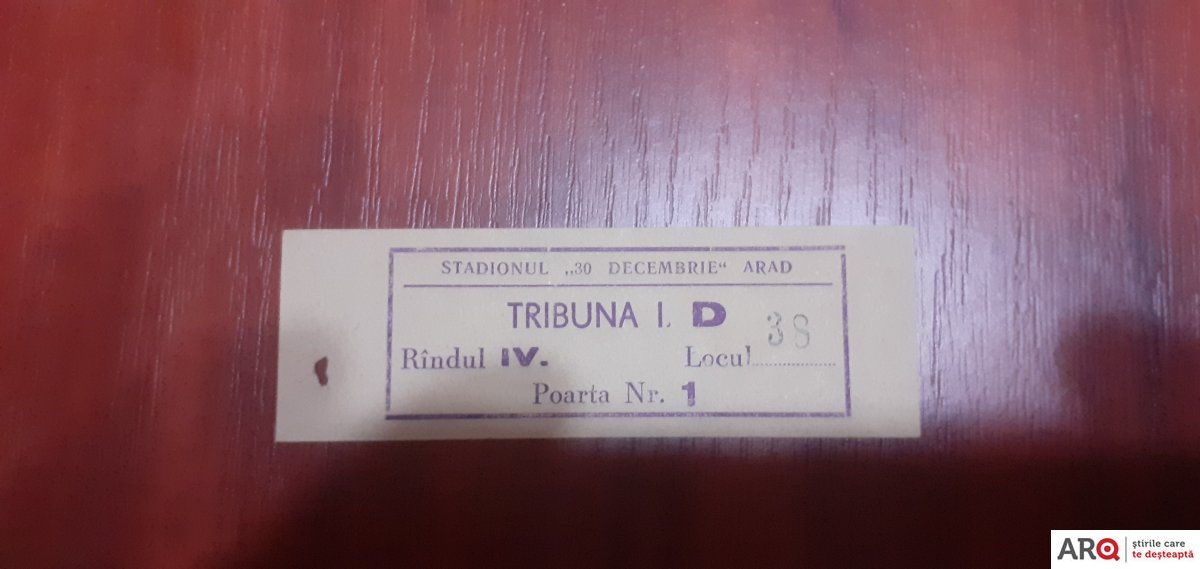 STADIONUL „30 DECEMBRIE“ ARAD
TRIBUNA I. D
Rîndul IV. Locul 38
Poarta Nr. 1
ARQ știrile care
te deșteaptă